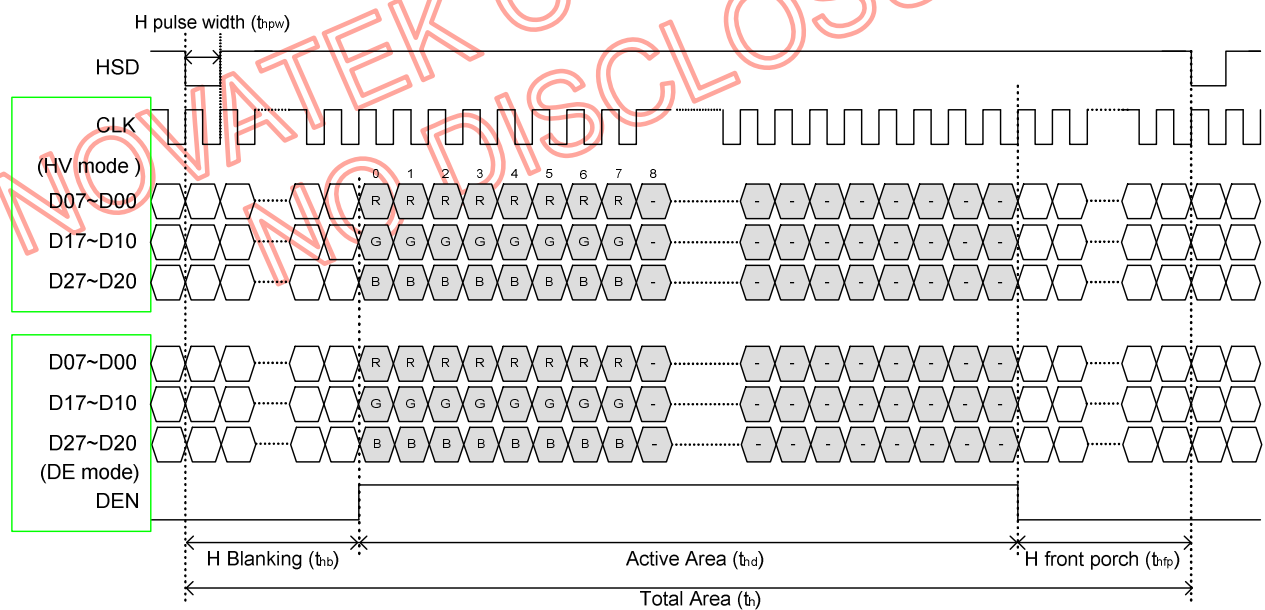 H pulse width (thpw)
HSD
CLK
(HV mode )
0 1 2 3 4 5 6 7 8
D07~D00 R R R R R R R R - - - - - - - - -
D17~D10 G G G G G G G G - - - - - - - - -
D27~D20 B B B B B B B B - - - - - - - - -
D07~D00 R R R R R R R R - - - - - - - - -
D17~D10 G G G G G G G G - - - - - - - - -
D27~D20 B B B B B B B B - - - - - - - - -
(DE mode)
DEN
H Blanking (thb) Active Area (thd) H front porch (thfp)
Total Area (th)
NOVATEK
NO DISCLOS